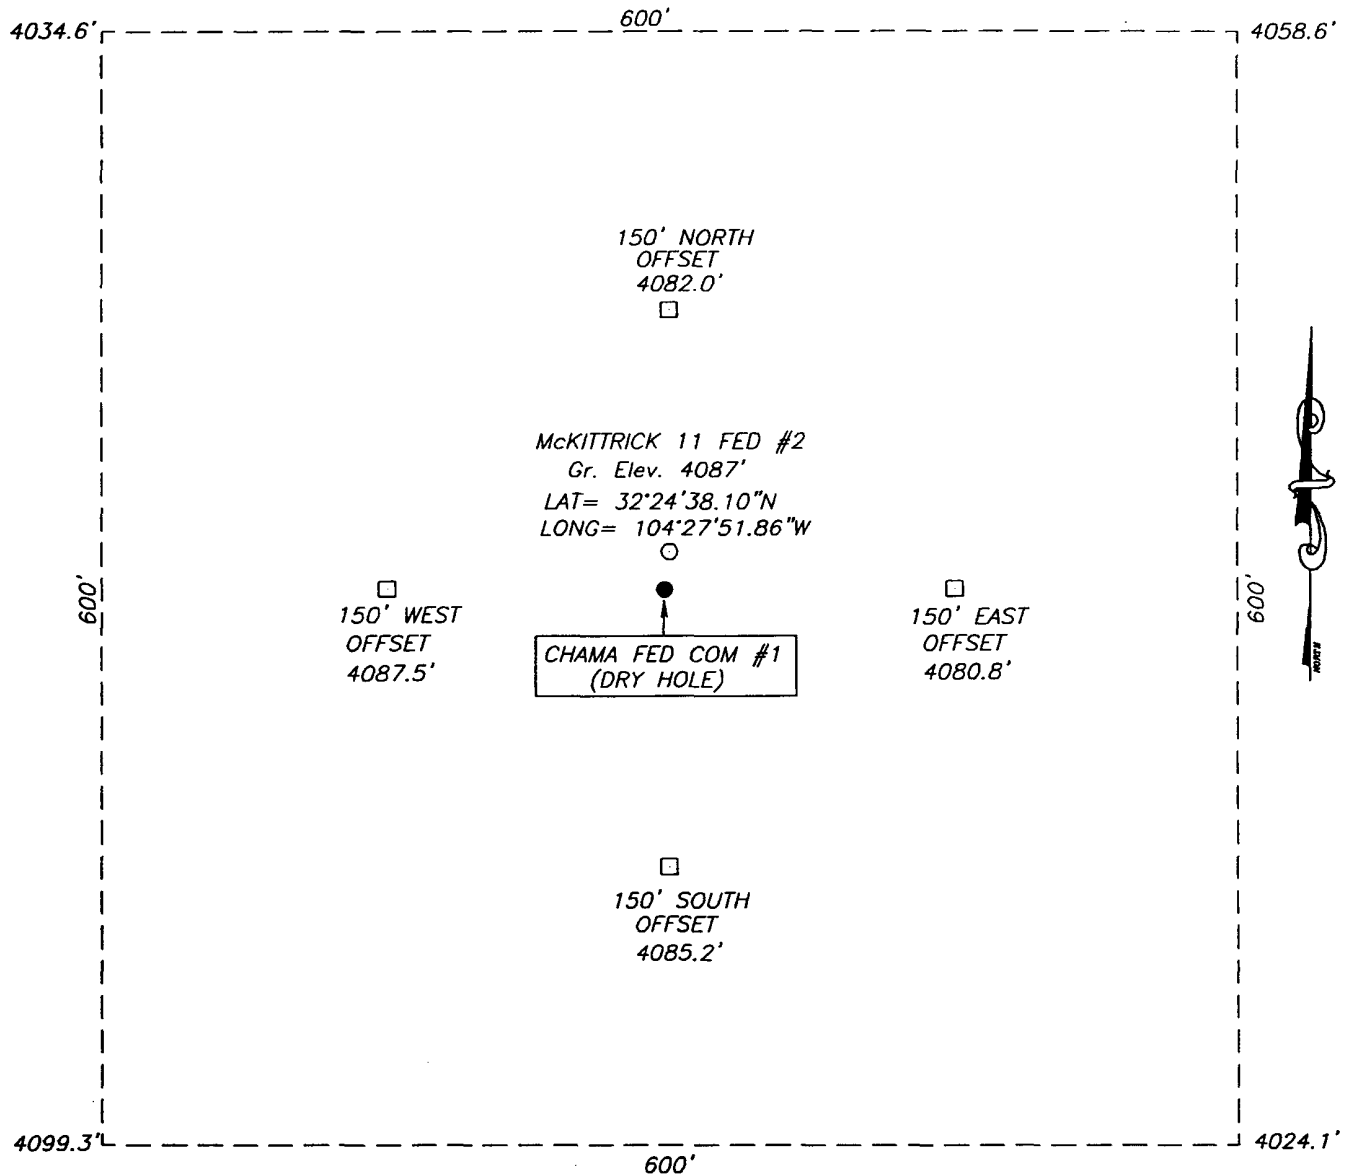 600'
4034.6'
4058.6'
150' NORTH
OFFSET
4082.0'
McKITTRICK 11 FED #2
Gr. Elev. 4087'
LAT= 32°24'38.10"N
LONG= 104°27'51.86"W
600'
150' WEST
OFFSET
4087.5'
CHAMA FED COM #1
(DRY HOLE)
150' EAST
OFFSET
4080.8'
600'
NORTH
150' SOUTH
OFFSET
4085.2'
4099.3'
600'
4024.1'